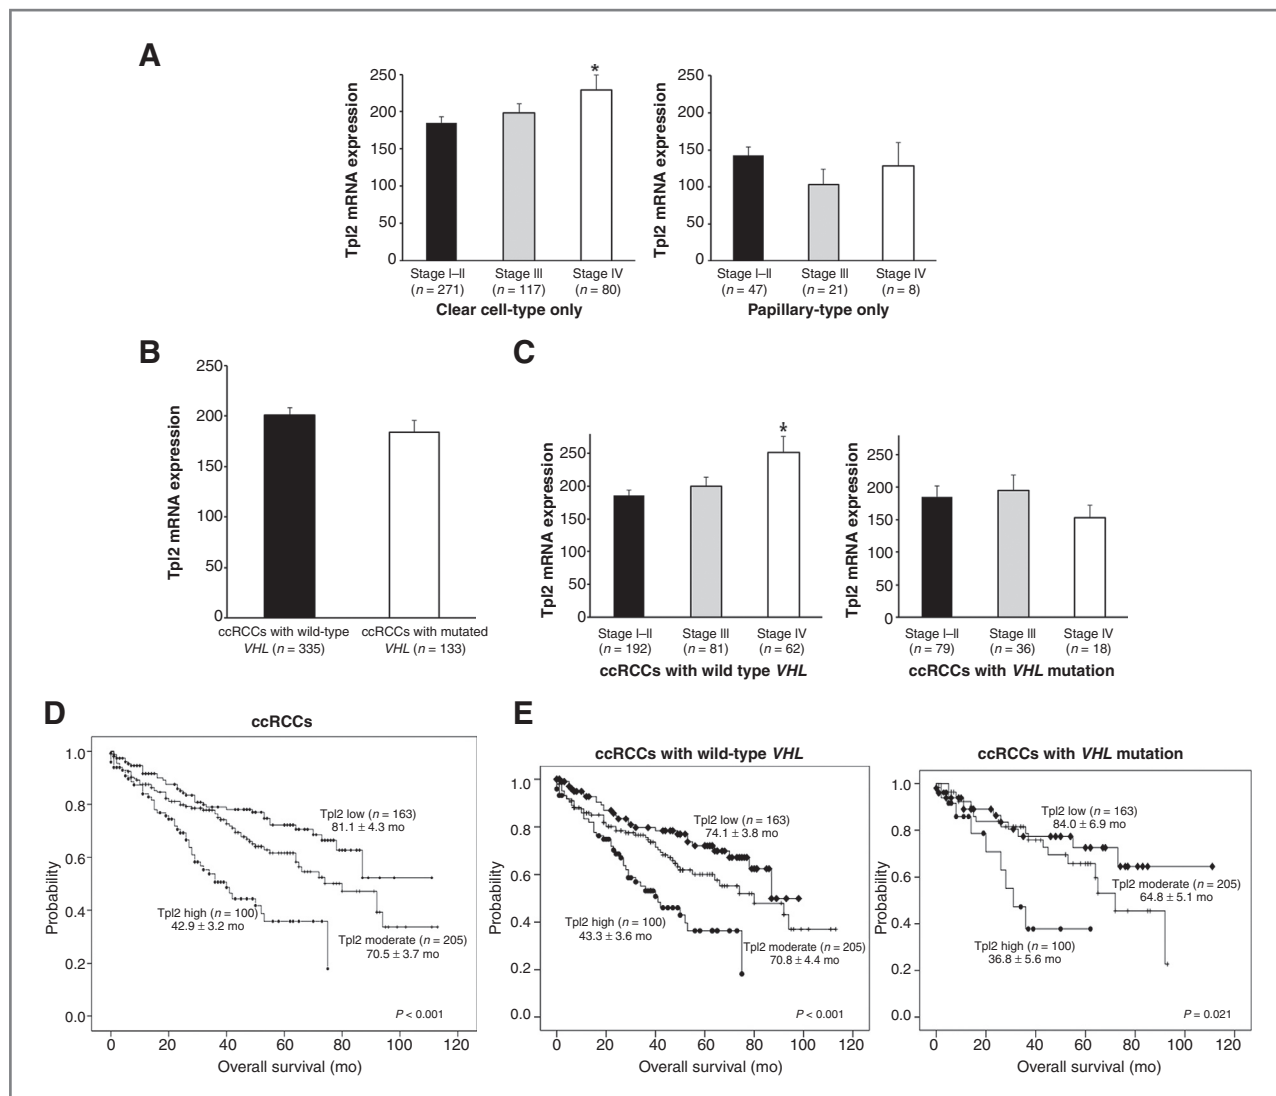 A
Tpl2 mRNA expression
250
200
150
100
50
0
*
Stage I–II
(n = 271)
Stage III
(n = 117)
Stage IV
(n = 80)
Clear cell-type only
Tpl2 mRNA expression
250
200
150
100
50
0
Stage I–II
(n = 47)
Stage III
(n = 21)
Stage IV
(n = 8)
Papillary-type only
B
Tpl2 mRNA expression
250
200
150
100
50
0
ccRCCs with wild-type
VHL (n = 335)
ccRCCs with mutated
VHL (n = 133)
C
Tpl2 mRNA expression
250
200
150
100
50
0
*
Stage I–II
(n = 192)
Stage III
(n = 81)
Stage IV
(n = 62)
ccRCCs with wild type VHL
Tpl2 mRNA expression
250
200
150
100
50
0
Stage I–II
(n = 79)
Stage III
(n = 36)
Stage IV
(n = 18)
ccRCCs with VHL mutation
D
ccRCCs
Probability
1.0
0.8
0.6
0.4
0.2
0.0
Tpl2 low (n = 163)
81.1 ± 4.3 mo
Tpl2 high (n = 100)
42.9 ± 3.2 mo
Tpl2 moderate (n = 205)
70.5 ± 3.7 mo
P < 0.001
0 20 40 60 80 100 120
Overall survival (mo)
E
ccRCCs with wild-type VHL
Probability
1.0
0.8
0.6
0.4
0.2
0.0
Tpl2 low (n = 163)
74.1 ± 3.8 mo
Tpl2 high (n = 100)
43.3 ± 3.6 mo
Tpl2 moderate (n = 205)
70.8 ± 4.4 mo
P < 0.001
0 20 40 60 80 100 120
Overall survival (mo)
ccRCCs with VHL mutation
Probability
1.0
0.8
0.6
0.4
0.2
0.0
Tpl2 low (n = 163)
84.0 ± 6.9 mo
Tpl2 moderate (n = 205)
64.8 ± 5.1 mo
Tpl2 high (n = 100)
36.8 ± 5.6 mo
P = 0.021
0 20 40 60 80 100 120
Overall survival (mo)